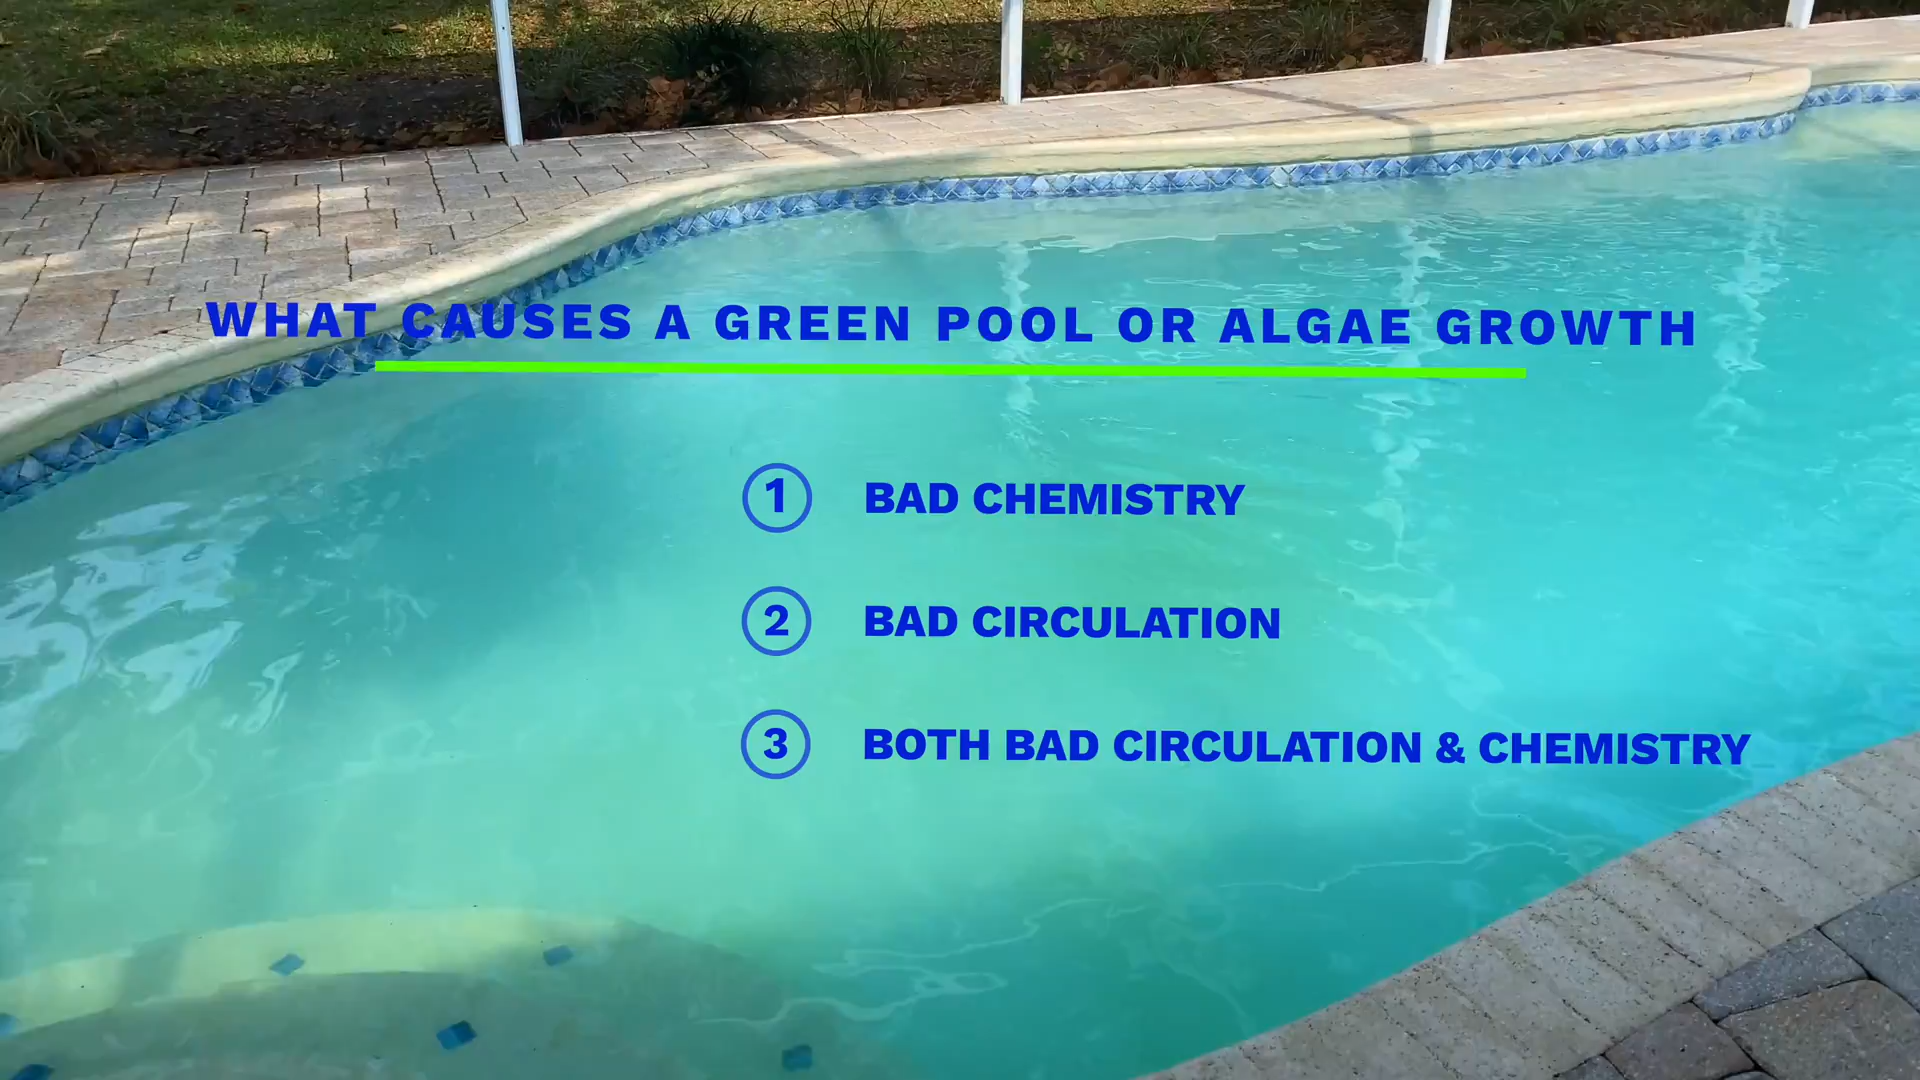 WHAT CAUSES A GREEN POOL OR ALGAE GROWTH
1 BAD CHEMISTRY
2 BAD CIRCULATION
3 BOTH BAD CIRCULATION & CHEMISTRY